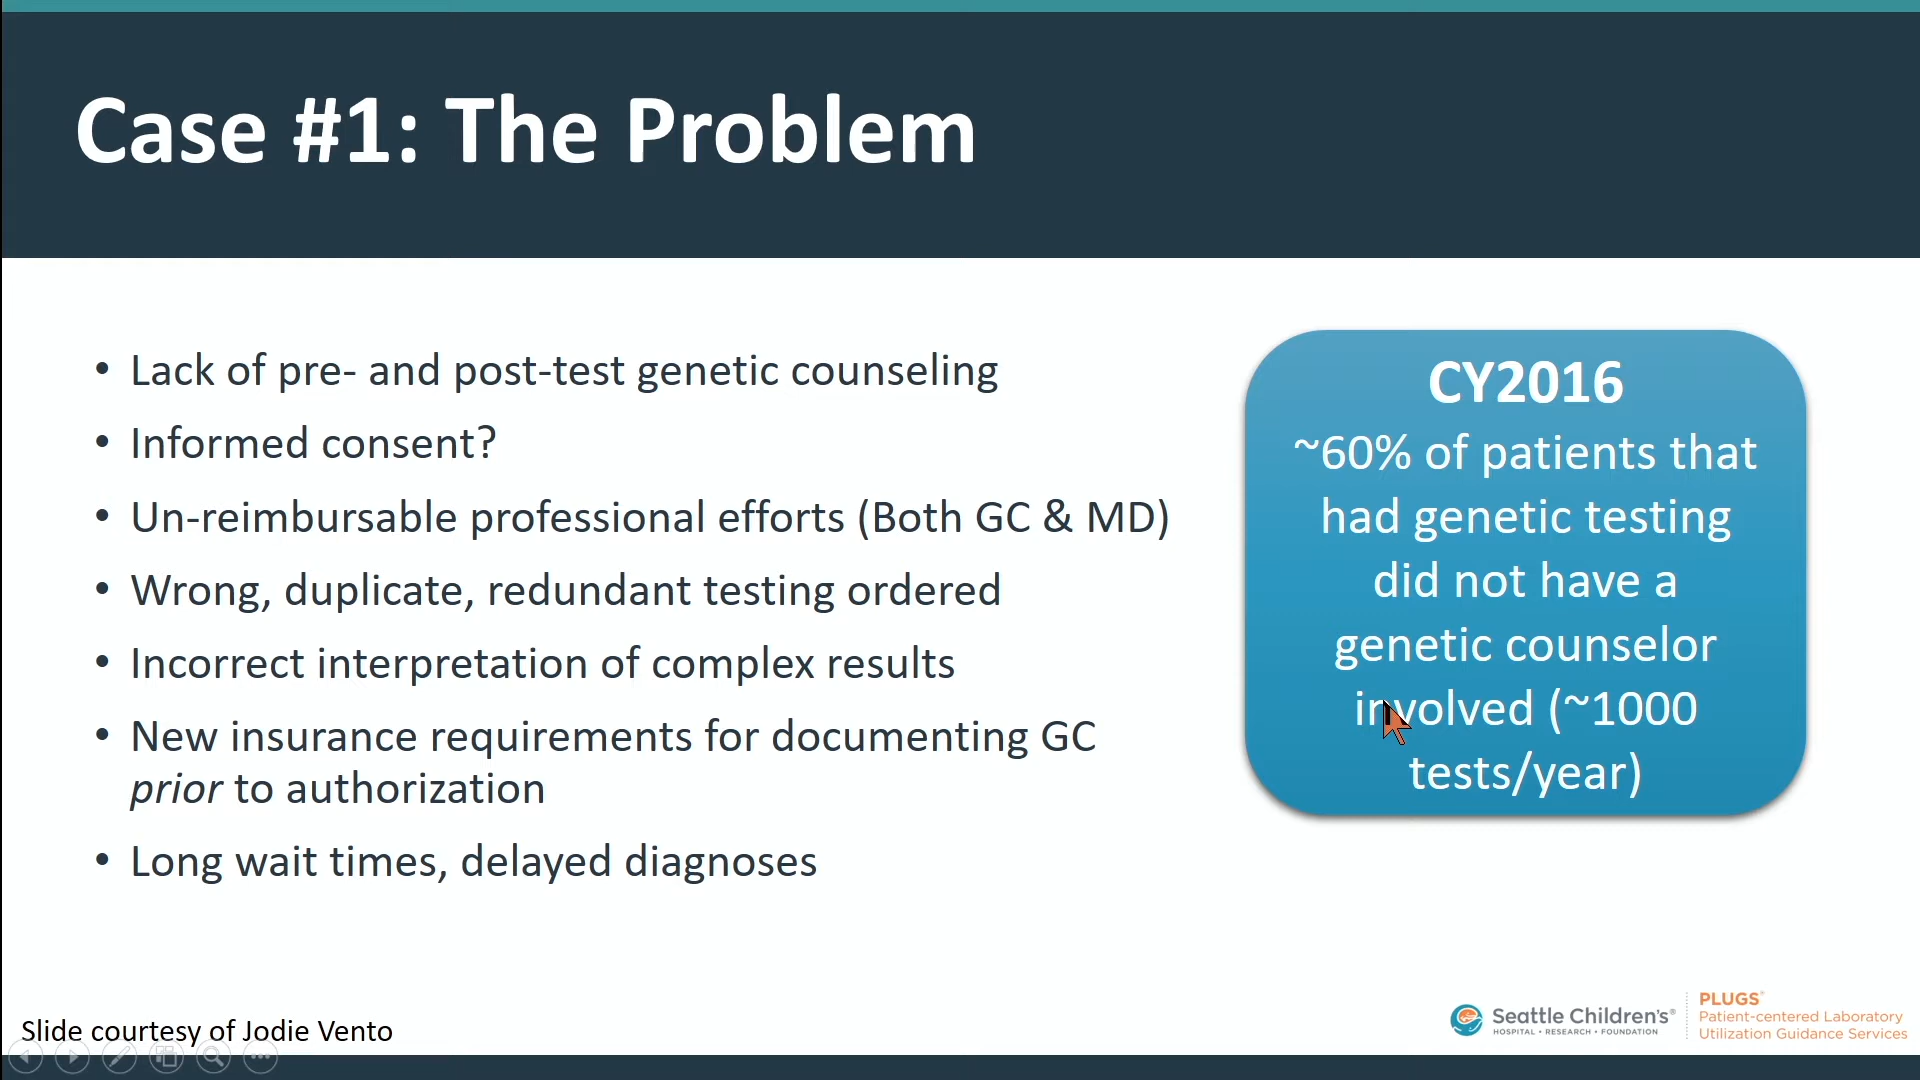 Case #1: The Problem
• Lack of pre- and post-test genetic counseling
• Informed consent?
• Un-reimbursable professional efforts (Both GC & MD)
• Wrong, duplicate, redundant testing ordered
• Incorrect interpretation of complex results
• New insurance requirements for documenting GC
prior to authorization
• Long wait times, delayed diagnoses
CY2016
~60% of patients that
had genetic testing
did not have a
genetic counselor
involved (~1000
tests/year)
Slide courtesy of Jodie Vento
Seattle Children's®
HOSPITAL • RESEARCH • FOUNDATION
PLUGS®
Patient-centered Laboratory
Utilization Guidance Services